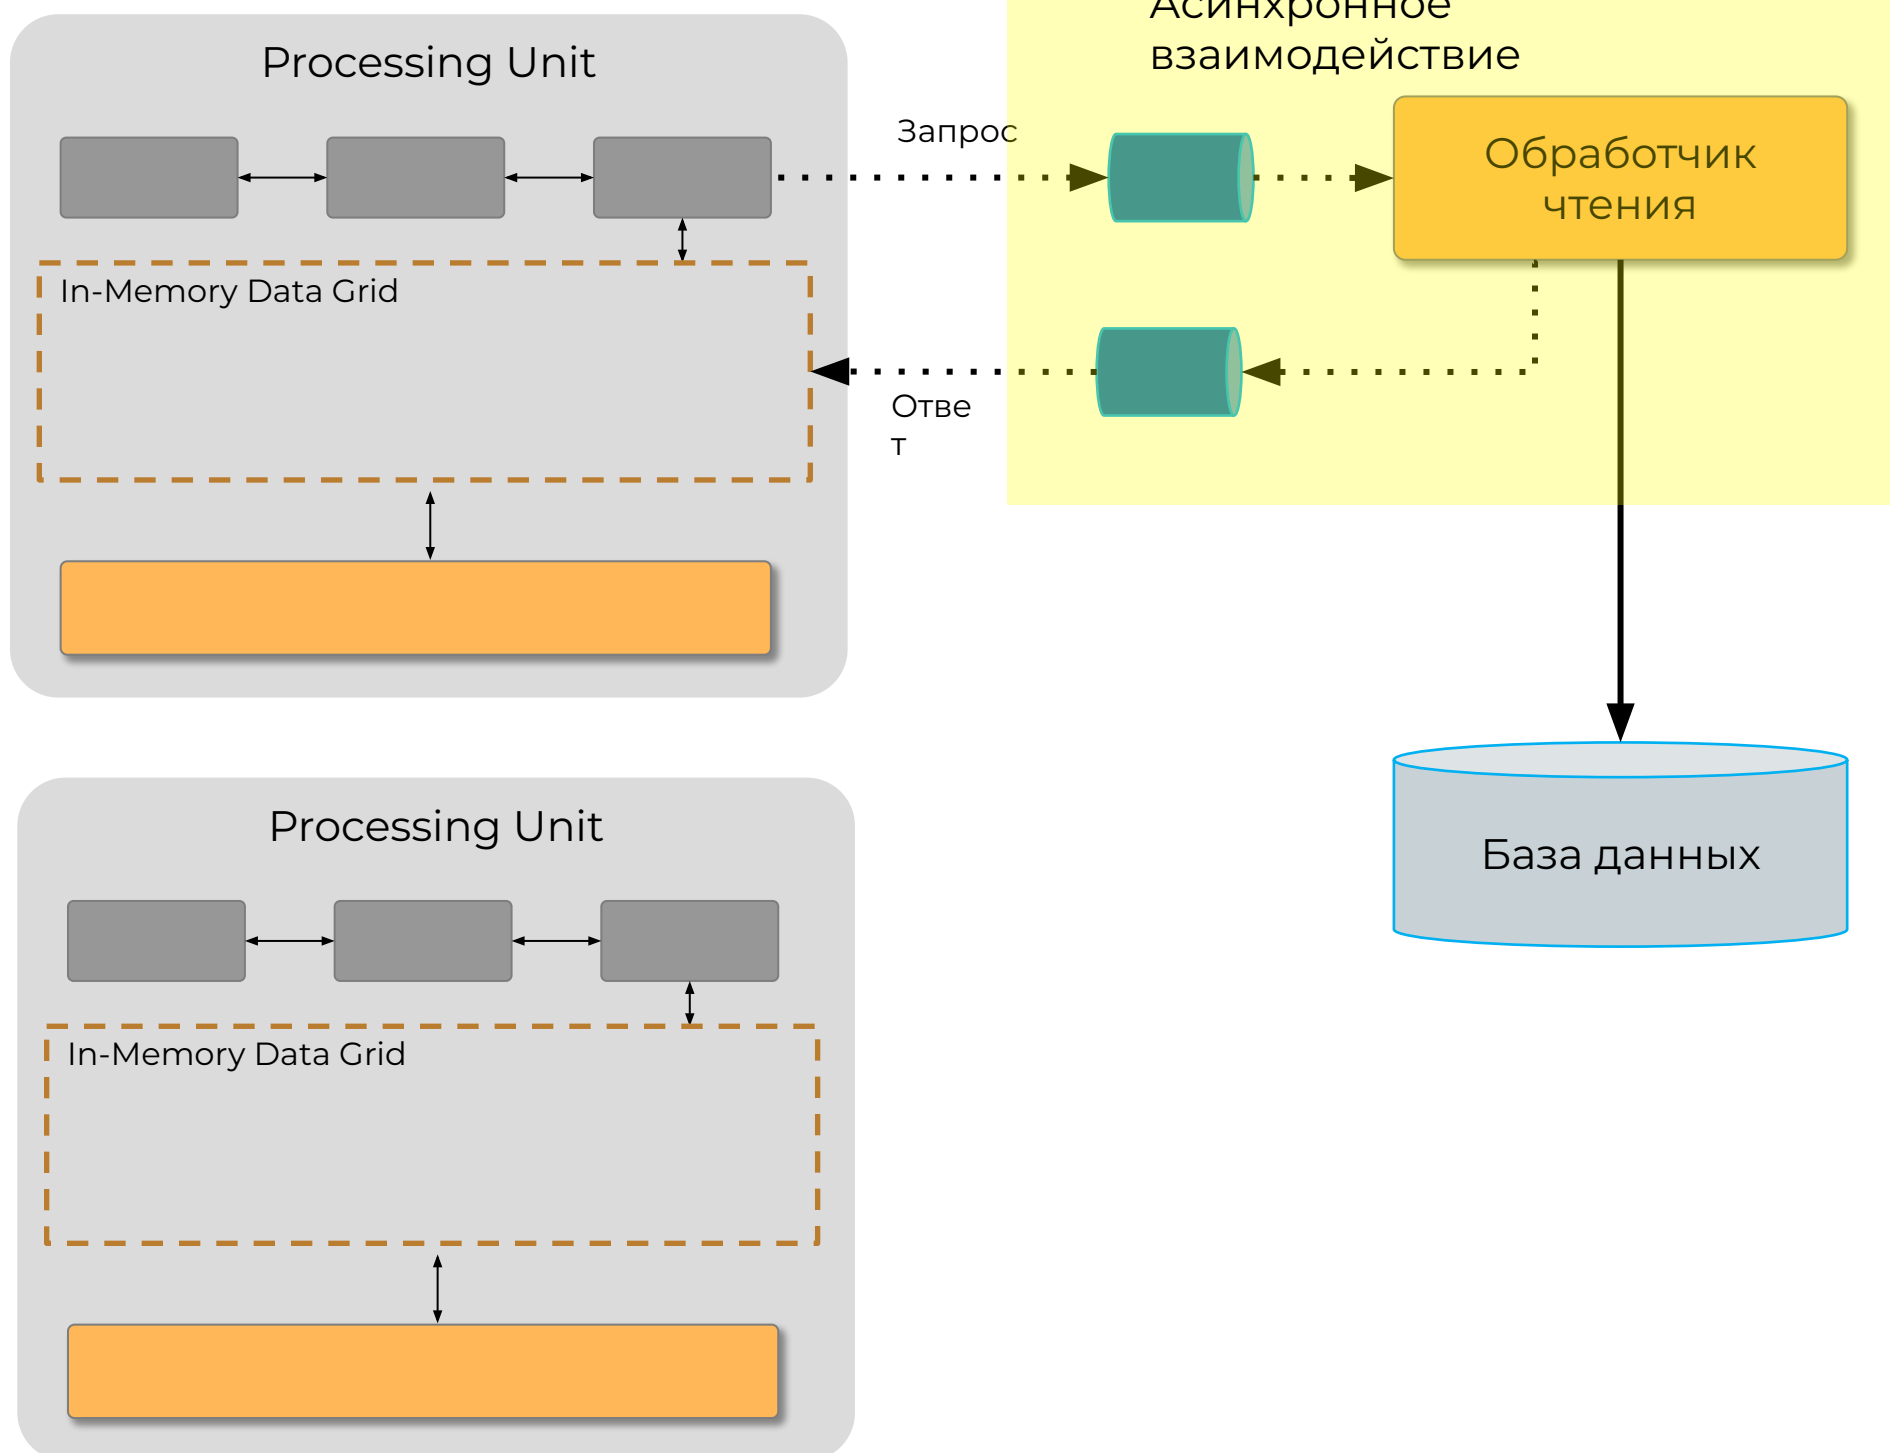 Асинхронное
взаимодействие
Processing Unit
Запрос
Обработчик
чтения
In-Memory Data Grid
Отве
т
Processing Unit
База данных
In-Memory Data Grid